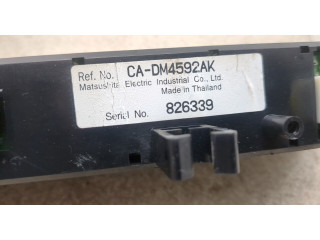 Ref. No. CA-DM4592AK
Matsushita Electric Industrial Co., Ltd.
Made in Thailand
Serial No. 826339